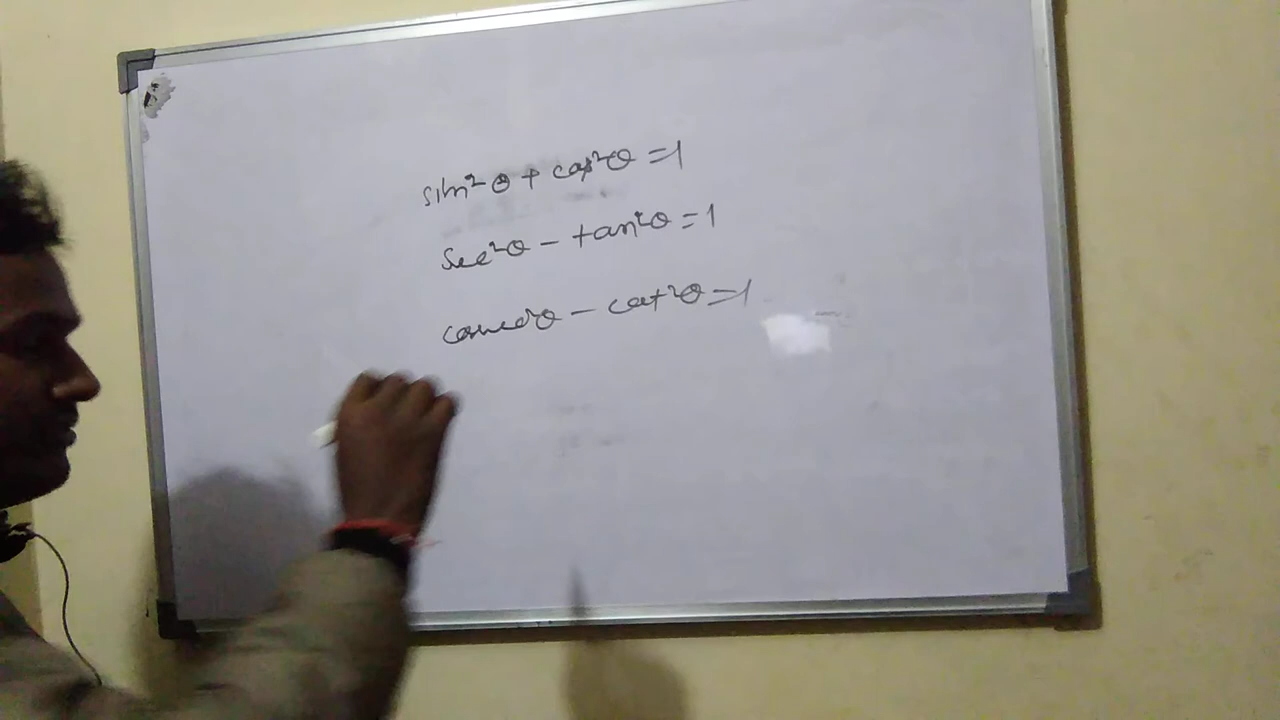 sin²θ + cos²θ = 1
sec²θ - tan²θ = 1
cosec²θ - cot²θ = 1